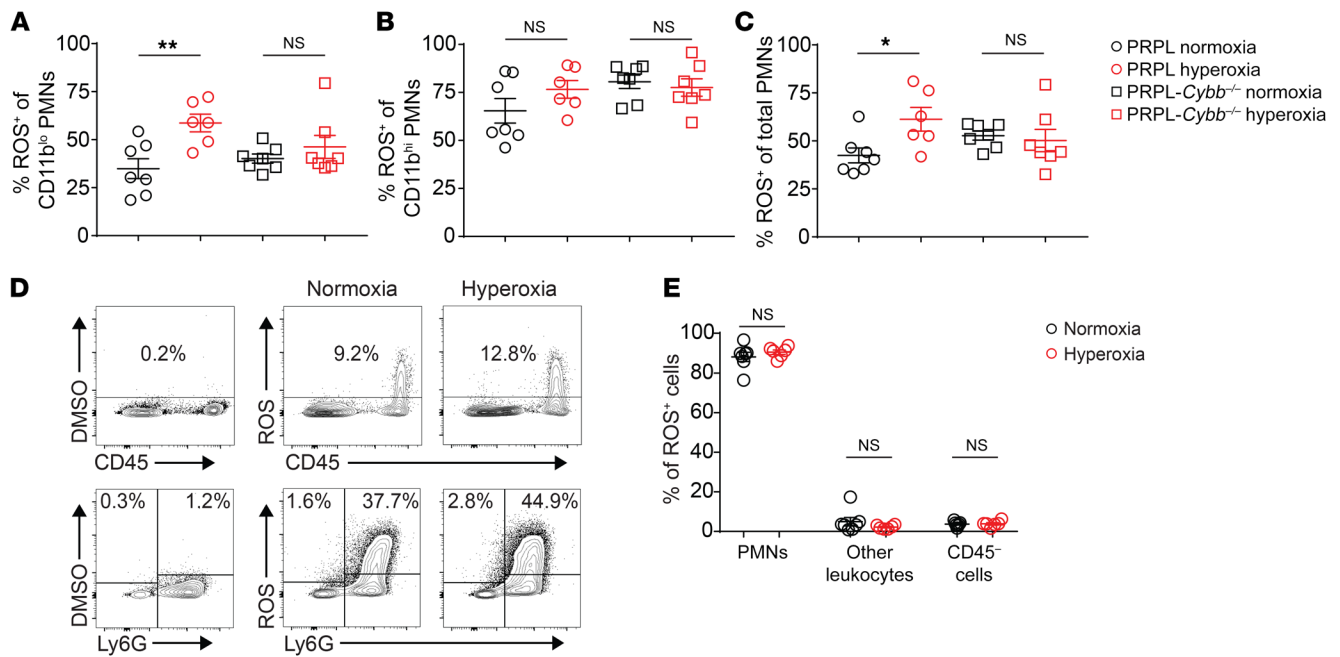 A
% ROS⁺ of
CD11bˡᵒ PMNs
100%
75
50
25
0
**
NS
B
% ROS⁺ of
CD11bʰⁱ PMNs
100%
75
50
25
0
NS
NS
C
% ROS⁺ of total PMNs
100%
75
50
25
0
*
NS
PRPL normoxia
PRPL hyperoxia
PRPL-Cybb⁻/⁻ normoxia
PRPL-Cybb⁻/⁻ hyperoxia
D
Normoxia
Hyperoxia
DMSO
0.2%
CD45
ROS
9.2%
12.8%
CD45
DMSO
0.3%
1.2%
Ly6G
ROS
1.6%
37.7%
2.8%
44.9%
Ly6G
E
% of ROS⁺ cells
100
80
60
40
20
0
NS
NS
NS
PMNs
Other
leukocytes
CD45⁻
cells
Normoxia
Hyperoxia